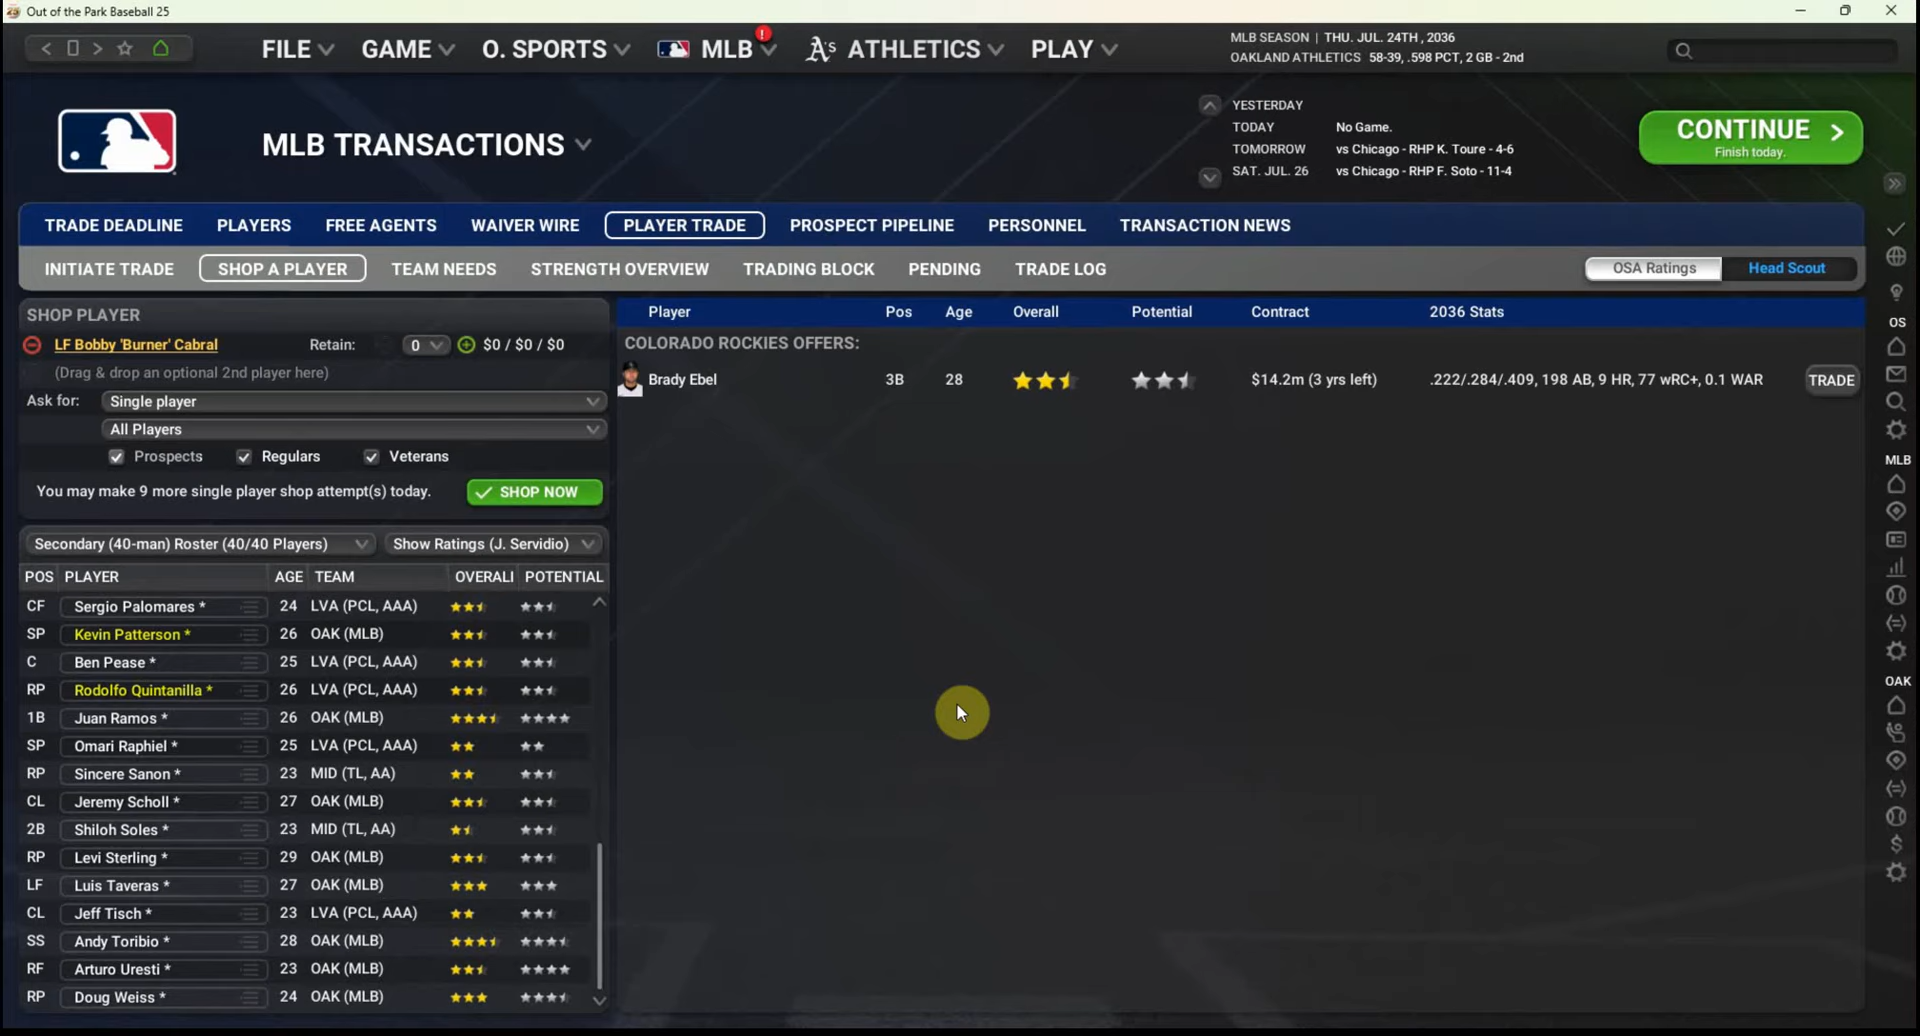 Out of the Park Baseball 25
FILE
GAME
O. SPORTS
MLB
!
A's ATHLETICS
PLAY
MLB SEASON | THU. JUL. 24TH , 2036
OAKLAND ATHLETICS 58-39, .598 PCT, 2 GB - 2nd
MLB TRANSACTIONS
YESTERDAY
TODAY No Game.
TOMORROW vs Chicago - RHP K. Toure - 4-6
SAT. JUL. 26 vs Chicago - RHP F. Soto - 11-4
CONTINUE
Finish today.
TRADE DEADLINE PLAYERS FREE AGENTS WAIVER WIRE PLAYER TRADE PROSPECT PIPELINE PERSONNEL TRANSACTION NEWS
INITIATE TRADE SHOP A PLAYER TEAM NEEDS STRENGTH OVERVIEW TRADING BLOCK PENDING TRADE LOG OSA Ratings Head Scout
SHOP PLAYER
LF Bobby 'Burner' Cabral Retain: 0 $0 / $0 / $0
(Drag & drop an optional 2nd player here)
Ask for: Single player
All Players
Prospects Regulars Veterans
You may make 9 more single player shop attempt(s) today. SHOP NOW
Secondary (40-man) Roster (40/40 Players) Show Ratings (J. Servidio)
POS PLAYER AGE TEAM OVERALL POTENTIAL
CF Sergio Palomares * 24 LVA (PCL, AAA)
SP Kevin Patterson * 26 OAK (MLB)
C Ben Pease * 25 LVA (PCL, AAA)
RP Rodolfo Quintanilla * 26 LVA (PCL, AAA)
1B Juan Ramos * 26 OAK (MLB)
SP Omari Raphiel * 25 LVA (PCL, AAA)
RP Sincere Sanon * 23 MID (TL, AA)
CL Jeremy Scholl * 27 OAK (MLB)
2B Shiloh Soles * 23 MID (TL, AA)
RP Levi Sterling * 29 OAK (MLB)
LF Luis Taveras * 27 OAK (MLB)
CL Jeff Tisch * 23 LVA (PCL, AAA)
SS Andy Toribio * 28 OAK (MLB)
RF Arturo Uresti * 23 OAK (MLB)
RP Doug Weiss * 24 OAK (MLB)
Player Pos Age Overall Potential Contract 2036 Stats
COLORADO ROCKIES OFFERS:
Brady Ebel 3B 28 $14.2m (3 yrs left) .222/.284/.409, 198 AB, 9 HR, 77 wRC+, 0.1 WAR TRADE
OS
MLB
OAK